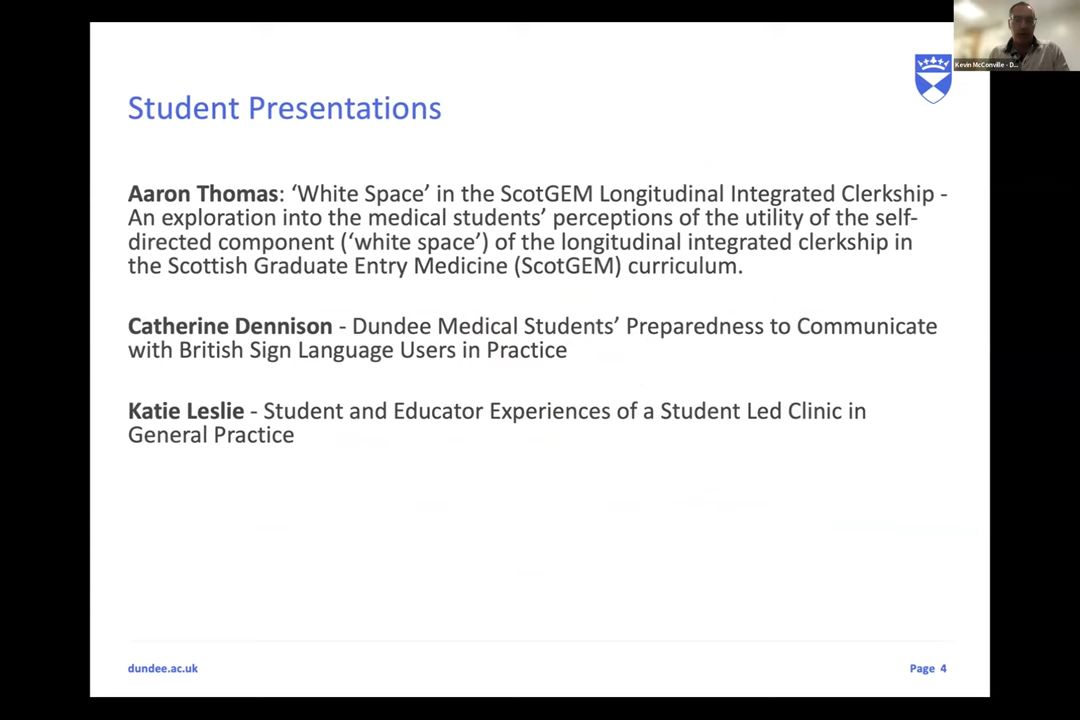 Kevin McConville - D...
Student Presentations
Aaron Thomas: ‘White Space’ in the ScotGEM Longitudinal Integrated Clerkship -
An exploration into the medical students’ perceptions of the utility of the self-
directed component (‘white space’) of the longitudinal integrated clerkship in
the Scottish Graduate Entry Medicine (ScotGEM) curriculum.
Catherine Dennison - Dundee Medical Students’ Preparedness to Communicate
with British Sign Language Users in Practice
Katie Leslie - Student and Educator Experiences of a Student Led Clinic in
General Practice
dundee.ac.uk
Page 4